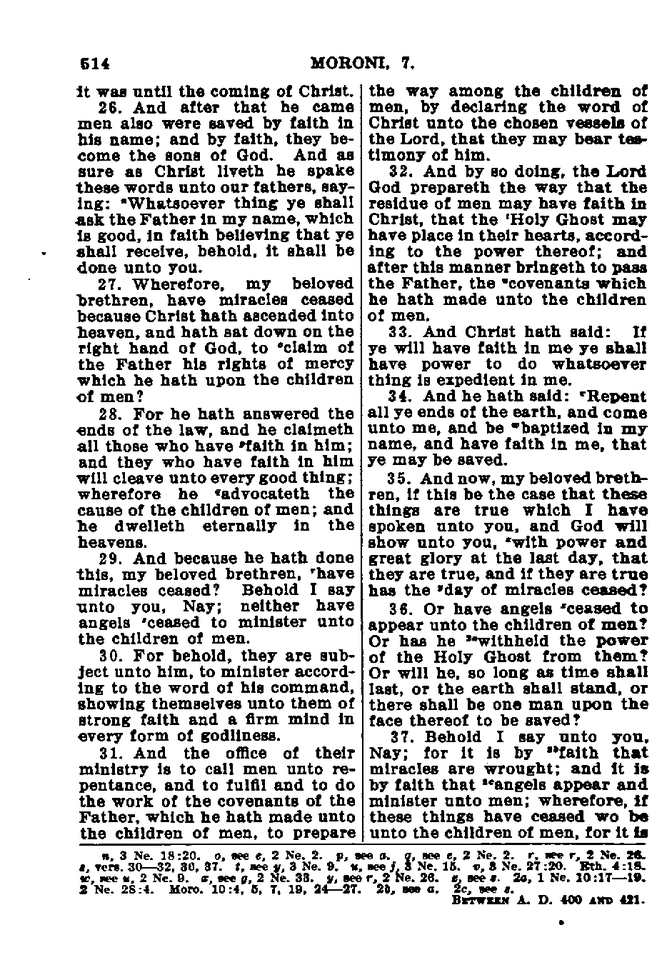 514
MORONI, 7.
it was until the coming of Christ.
26. And after that he came
men also were saved by faith in
his name; and by faith, they be-
come the sons of God. And as
sure as Christ liveth he spake
these words unto our fathers, say-
ing: ⁿWhatsoever thing ye shall
ask the Father in my name, which
is good, in faith believing that ye
shall receive, behold, it shall be
done unto you.
27. Wherefore, my beloved
brethren, have miracles ceased
because Christ hath ascended into
heaven, and hath sat down on the
right hand of God, to ᵒclaim of
the Father his rights of mercy
which he hath upon the children
of men?
28. For he hath answered the
ends of the law, and he claimeth
all those who have ᵖfaith in him;
and they who have faith in him
will cleave unto every good thing;
wherefore he qadvocateth the
cause of the children of men; and
he dwelleth eternally in the
heavens.
29. And because he hath done
this, my beloved brethren, ʳhave
miracles ceased? Behold I say
unto you, Nay; neither have
angels ˢceased to minister unto
the children of men.
30. For behold, they are sub-
ject unto him, to minister accord-
ing to the word of his command,
showing themselves unto them of
strong faith and a firm mind in
every form of godliness.
31. And the office of their
ministry is to call men unto re-
pentance, and to fulfil and to do
the work of the covenants of the
Father, which he hath made unto
the children of men, to prepare
the way among the children of
men, by declaring the word of
Christ unto the chosen vessels of
the Lord, that they may bear tes-
timony of him.
32. And by so doing, the Lord
God prepareth the way that the
residue of men may have faith in
Christ, that the ᵗHoly Ghost may
have place in their hearts, accord-
ing to the power thereof; and
after this manner bringeth to pass
the Father, the ᵘcovenants which
he hath made unto the children
of men.
33. And Christ hath said: If
ye will have faith in me ye shall
have power to do whatsoever
thing is expedient in me.
34. And he hath said: ᵛRepent
all ye ends of the earth, and come
unto me, and be ʷbaptized in my
name, and have faith in me, that
ye may be saved.
35. And now, my beloved breth-
ren, if this be the case that these
things are true which I have
spoken unto you, and God will
show unto you, ˣwith power and
great glory at the last day, that
they are true, and if they are true
has the ʸday of miracles ceased?
36. Or have angels ᶻceased to
appear unto the children of men?
Or has he ²ᵃwithheld the power
of the Holy Ghost from them?
Or will he, so long as time shall
last, or the earth shall stand, or
there shall be one man upon the
face thereof to be saved?
37. Behold I say unto you,
Nay; for it is by ²ᵇfaith that
miracles are wrought; and it is
by faith that ²ᶜangels appear and
minister unto men; wherefore, if
these things have ceased wo be
unto the children of men, for it is
n, 3 Ne. 18:20. o, see e, 2 Ne. 2. p, see a. q, see e, 2 Ne. 2. r, see r, 2 Ne. 26.
s, vers. 30—32, 36, 37. t, see y, 3 Ne. 9. u, see j, 3 Ne. 15. v, 3 Ne. 27:20. Eth. 4:18.
w, see u, 2 Ne. 9. x, see g, 2 Ne. 33. y, see r, 2 Ne. 26. z, see s. 2a, 1 Ne. 10:17—19.
2 Ne. 28:4. Moro. 10:4, 5, 7, 19, 24—27. 2b, see a. 2c, see s.
BETWEEN A. D. 400 AND 421.